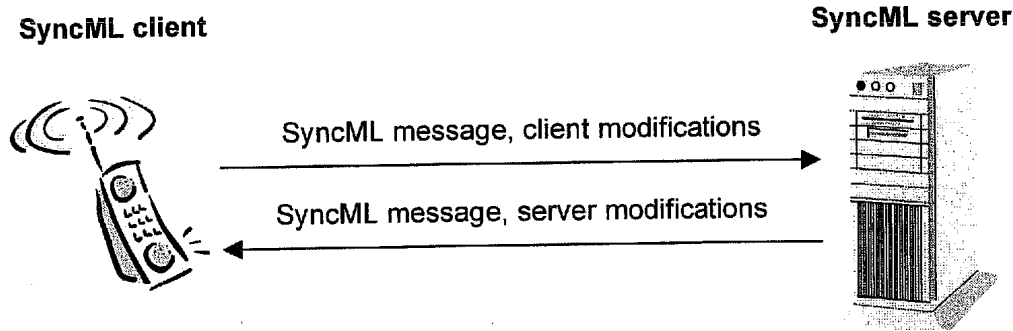 SyncML client
SyncML server
SyncML message, client modifications
SyncML message, server modifications